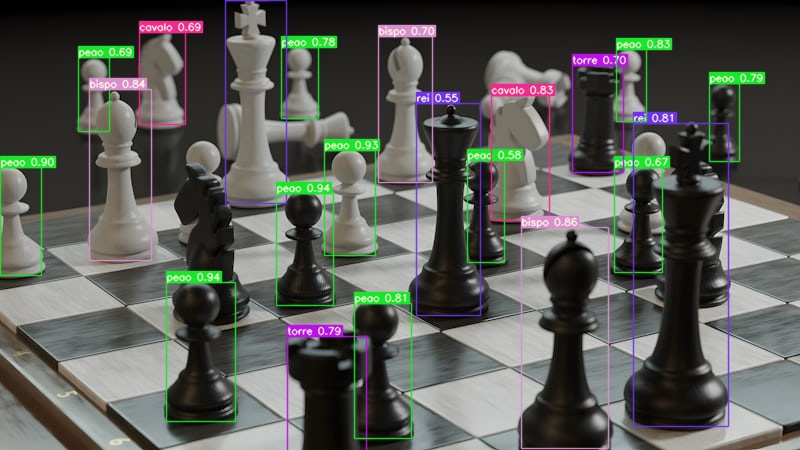 cavalo 0.69
bispo 0.70
peao 0.69
peao 0.78
peao 0.83
torre 0.70
peao 0.79
bispo 0.84
cavalo 0.83
rei 0.55
rei 0.81
peao 0.93
peao 0.58
peao 0.90
peao 0.67
peao 0.94
bispo 0.86
peao 0.94
peao 0.81
torre 0.79
5
6